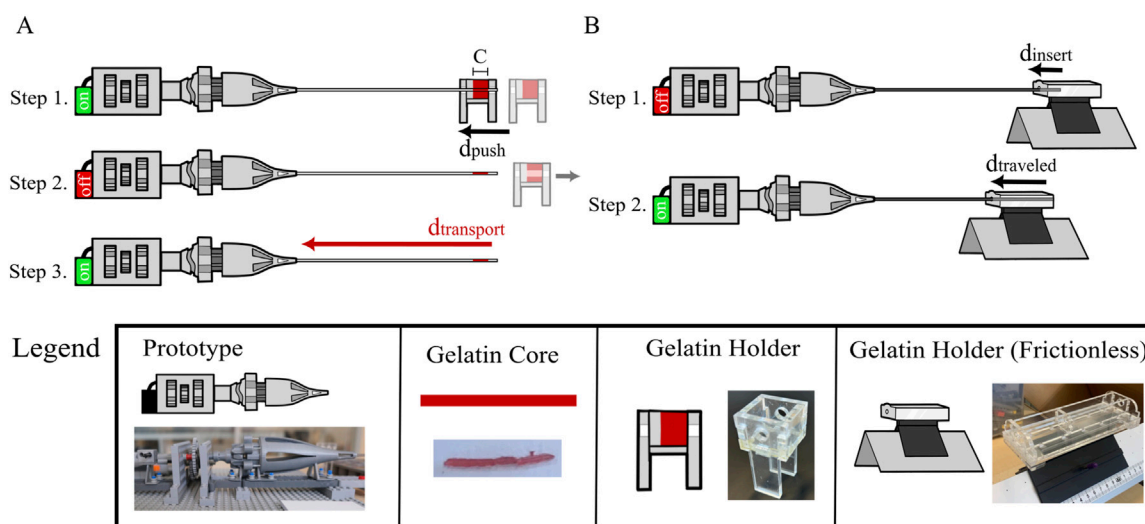 A
B
C
Step 1.
on
dpush
Step 2.
off
dtransport
Step 3.
on
dinsert
Step 1.
off
dtraveled
Step 2.
on
Legend
Prototype
Gelatin Core
Gelatin Holder
Gelatin Holder (Frictionless)